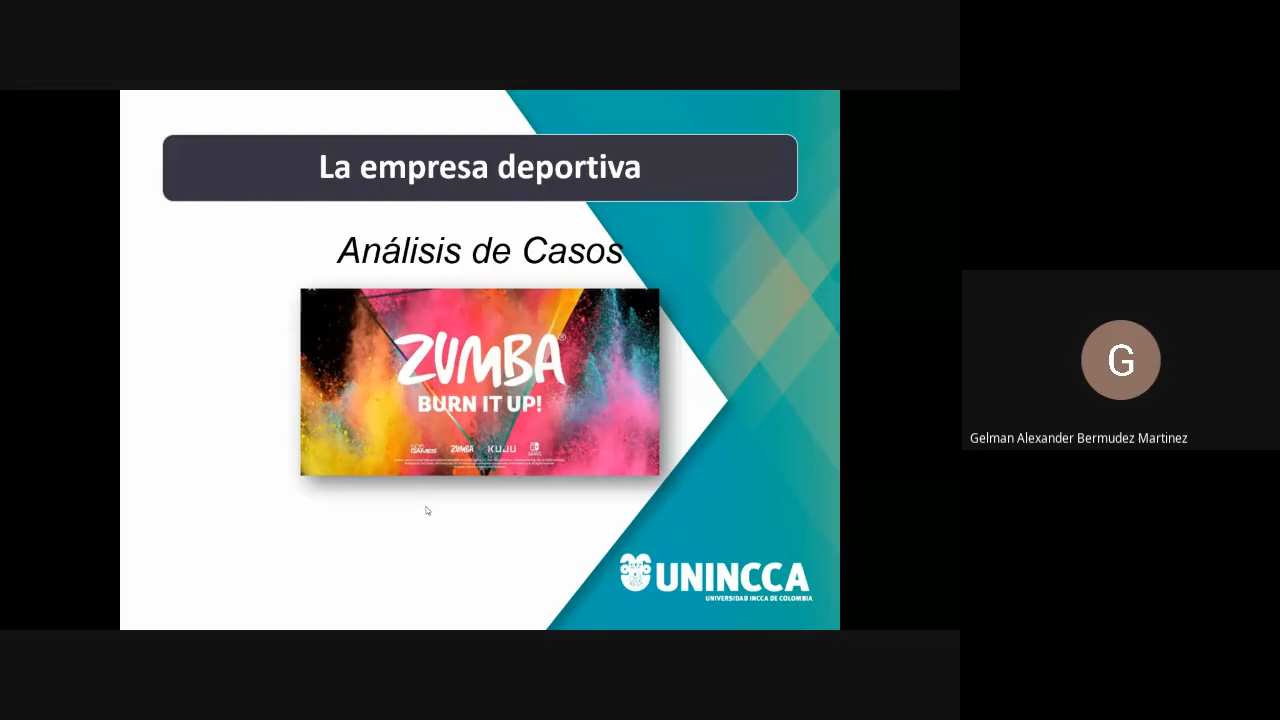 La empresa deportiva
Análisis de Casos
ZUMBA®
BURN IT UP!
GAMES ZUMBA KUJU
UNINCCA
UNIVERSIDAD INCCA DE COLOMBIA
G
Gelman Alexander Bermudez Martinez